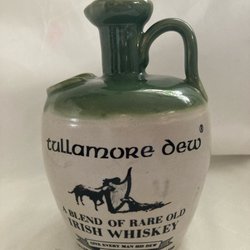 tullamore dew ®
A BLEND OF RARE OLD
IRISH WHISKEY
GIVE EVERY MAN HIS DEW